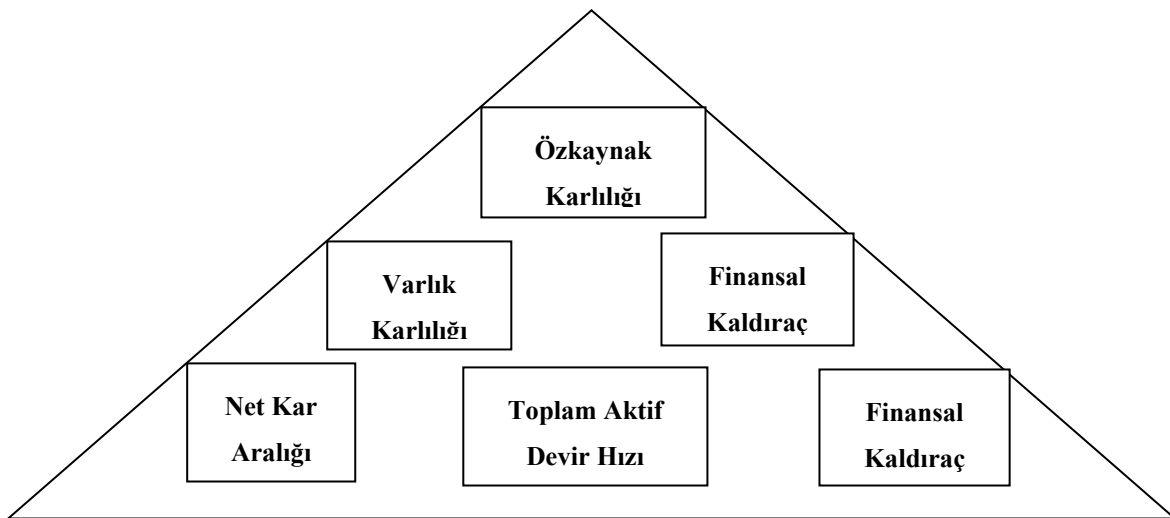 Özkaynak
Karlılığı
Varlık
Karlılığı
Finansal
Kaldıraç
Net Kar
Aralığı
Toplam Aktif
Devir Hızı
Finansal
Kaldıraç